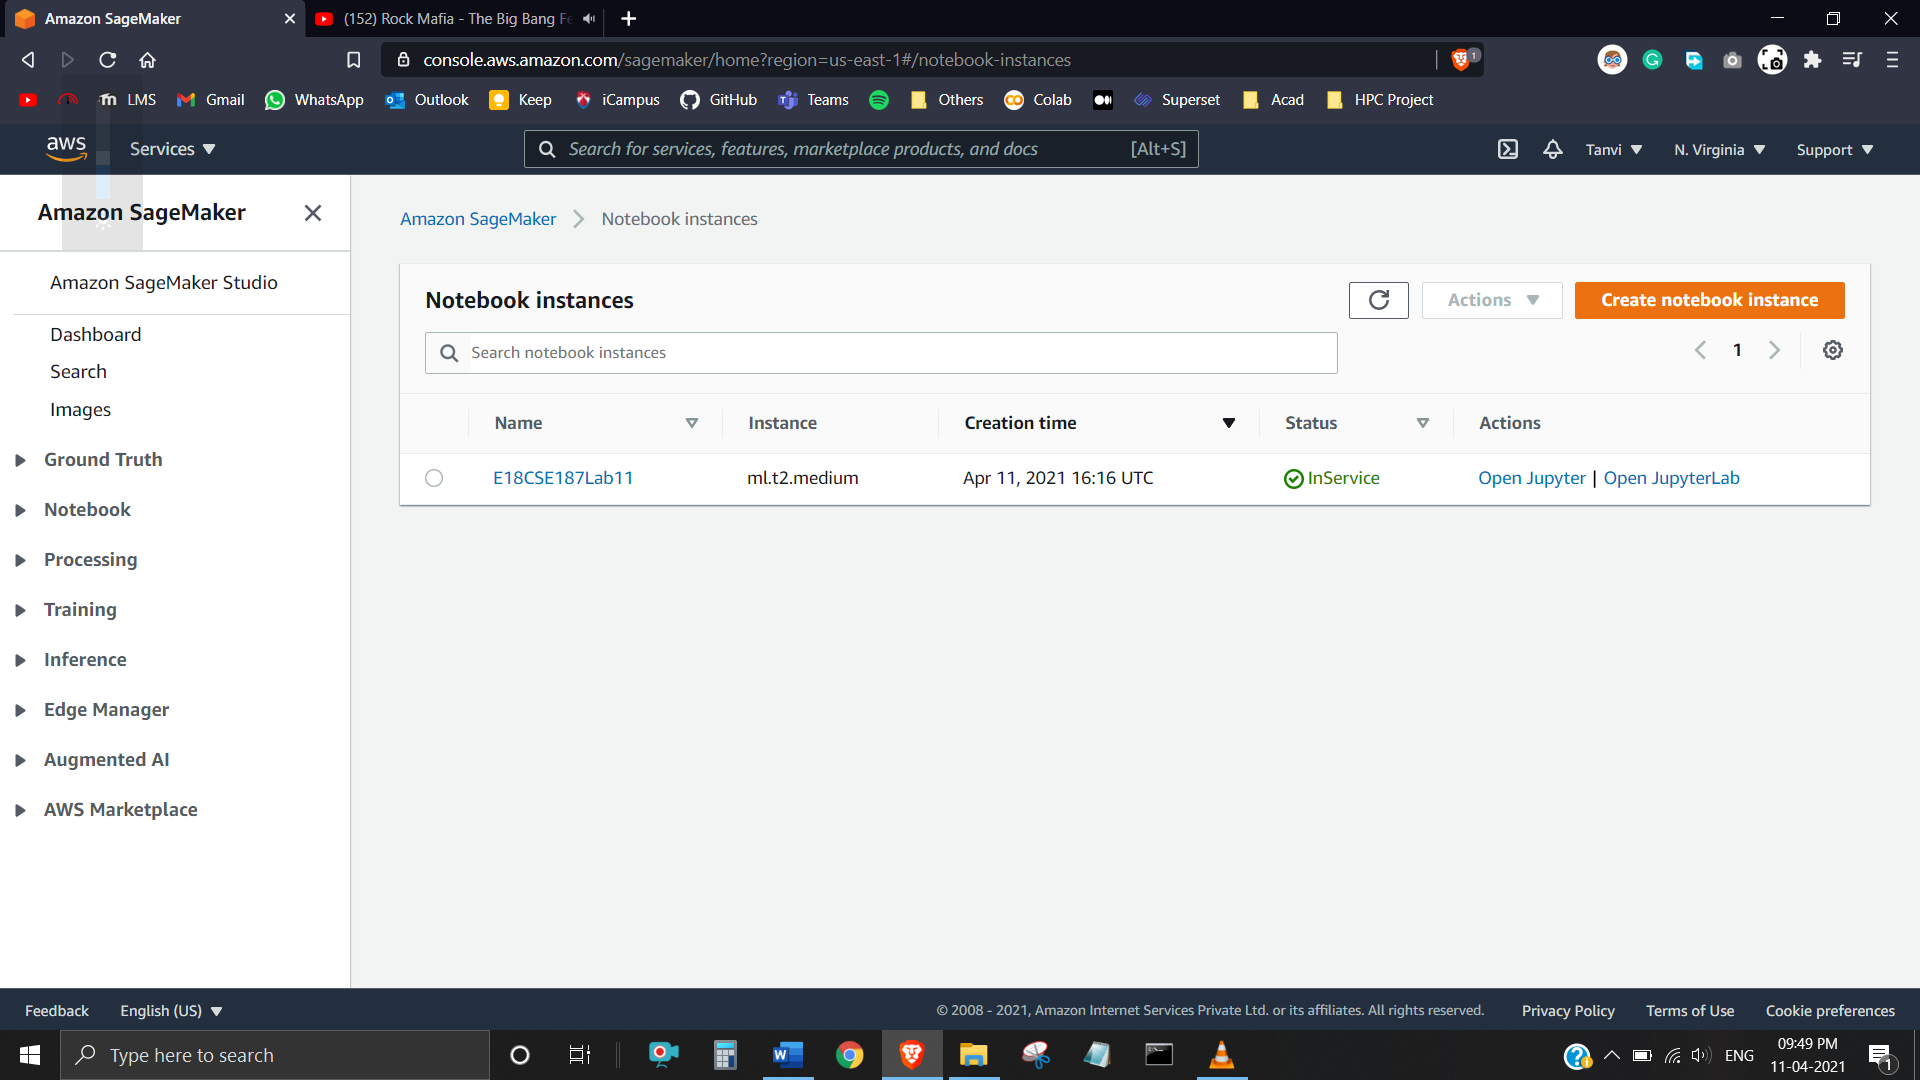 Amazon SageMaker
(152) Rock Mafia - The Big Bang Fe
console.aws.amazon.com/sagemaker/home?region=us-east-1#/notebook-instances
1
LMS
Gmail
WhatsApp
Outlook
Keep
iCampus
GitHub
Teams
Others
Colab
Superset
Acad
HPC Project
aws
Services
Search for services, features, marketplace products, and docs
[Alt+S]
Tanvi
N. Virginia
Support
Amazon SageMaker
Amazon SageMaker Studio
Dashboard
Search
Images
Ground Truth
Notebook
Processing
Training
Inference
Edge Manager
Augmented AI
AWS Marketplace
Amazon SageMaker
Notebook instances
Notebook instances
Actions
Create notebook instance
Search notebook instances
1
Name
Instance
Creation time
Status
Actions
E18CSE187Lab11
ml.t2.medium
Apr 11, 2021 16:16 UTC
InService
Open Jupyter | Open JupyterLab
Feedback
English (US)
© 2008 - 2021, Amazon Internet Services Private Ltd. or its affiliates. All rights reserved.
Privacy Policy
Terms of Use
Cookie preferences
Type here to search
ENG
09:49 PM
11-04-2021
1